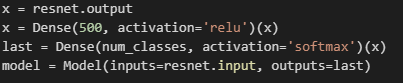 x = resnet.output
x = Dense(500, activation='relu')(x)
last = Dense(num_classes, activation='softmax')(x)
model = Model(inputs=resnet.input, outputs=last)